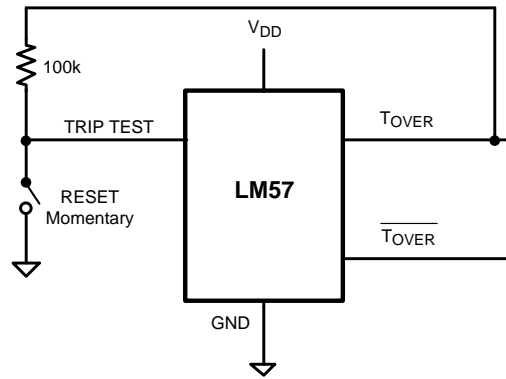 VDD
100k
TRIP TEST
TOVER
LM57
RESET
Momentary
TOVER
GND